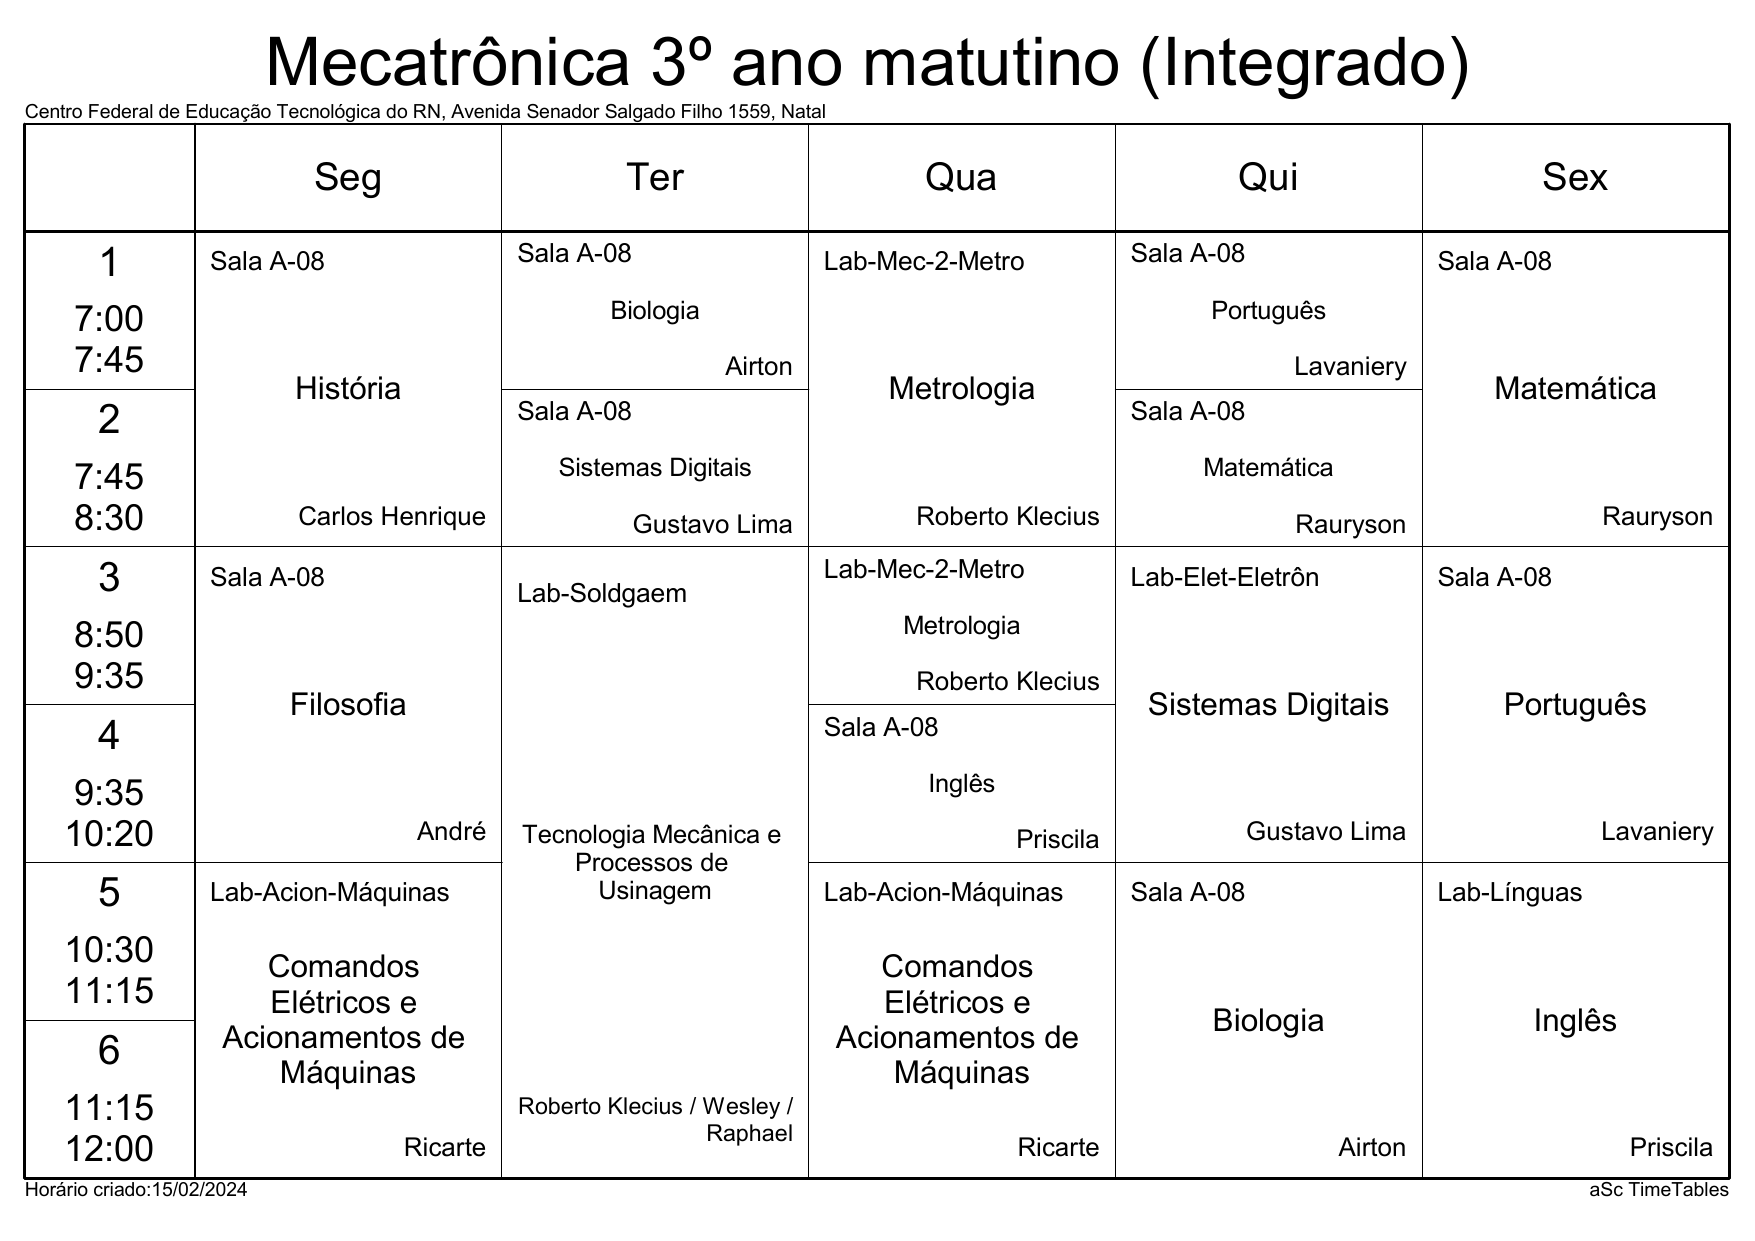 Mecatrônica 3º ano matutino (Integrado)
Centro Federal de Educação Tecnológica do RN, Avenida Senador Salgado Filho 1559, Natal
Seg
Ter
Qua
Qui
Sex
1
7:00
7:45
Sala A-08
História
Carlos Henrique
Sala A-08
Biologia
Airton
Lab-Mec-2-Metro
Metrologia
Roberto Klecius
Sala A-08
Português
Lavaniery
Sala A-08
Matemática
Rauryson
2
7:45
8:30
Sala A-08
Sistemas Digitais
Gustavo Lima
Sala A-08
Matemática
Rauryson
3
8:50
9:35
Sala A-08
Filosofia
André
Lab-Soldgaem
Tecnologia Mecânica e
Processos de
Usinagem
Roberto Klecius / Wesley /
Raphael
Lab-Mec-2-Metro
Metrologia
Roberto Klecius
Lab-Elet-Eletrôn
Sistemas Digitais
Gustavo Lima
Sala A-08
Português
Lavaniery
4
9:35
10:20
Sala A-08
Inglês
Priscila
5
10:30
11:15
Lab-Acion-Máquinas
Comandos
Elétricos e
Acionamentos de
Máquinas
Ricarte
Lab-Acion-Máquinas
Comandos
Elétricos e
Acionamentos de
Máquinas
Ricarte
Sala A-08
Biologia
Airton
Lab-Línguas
Inglês
Priscila
6
11:15
12:00
Horário criado:15/02/2024
aSc TimeTables